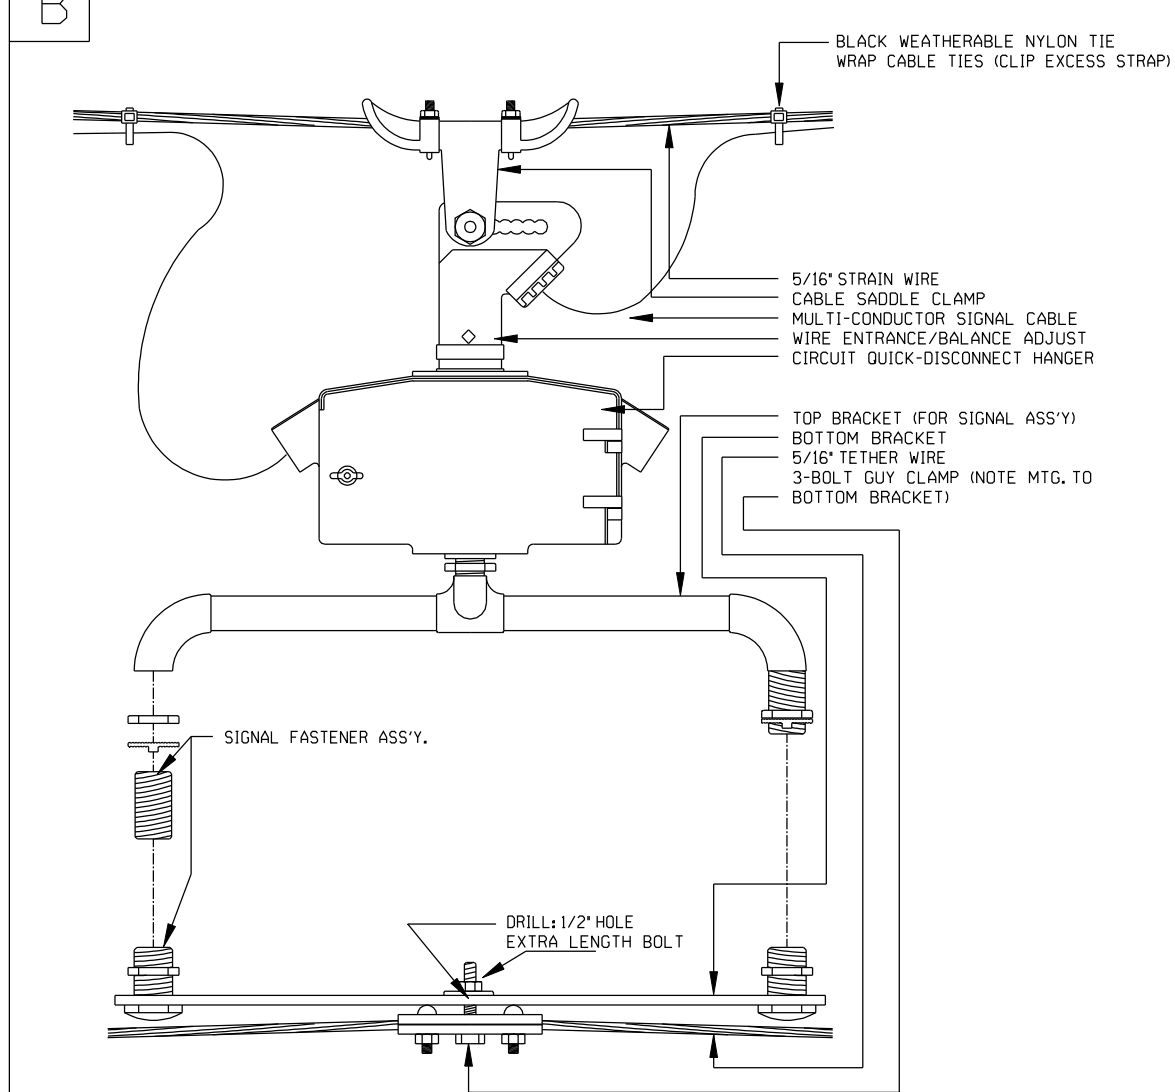 B
BLACK WEATHERABLE NYLON TIE
WRAP CABLE TIES (CLIP EXCESS STRAP)
5/16" STRAIN WIRE
CABLE SADDLE CLAMP
MULTI-CONDUCTOR SIGNAL CABLE
WIRE ENTRANCE/BALANCE ADJUST
CIRCUIT QUICK-DISCONNECT HANGER
TOP BRACKET (FOR SIGNAL ASS'Y)
BOTTOM BRACKET
5/16" TETHER WIRE
3-BOLT GUY CLAMP (NOTE MTG. TO
BOTTOM BRACKET)
SIGNAL FASTENER ASS'Y.
DRILL: 1/2" HOLE
EXTRA LENGTH BOLT